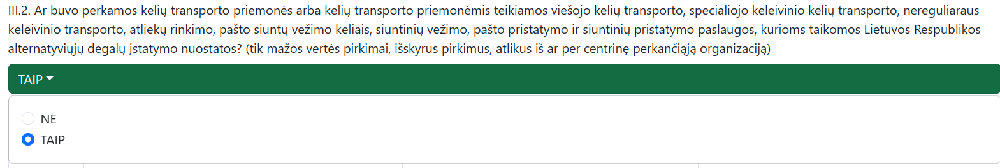 III.2. Ar buvo perkamos kelių transporto priemonės arba kelių transporto priemonėmis teikiamos viešojo kelių transporto, specialiojo keleivinio kelių transporto, nereguliaraus
keleivinio transporto, atliekų rinkimo, pašto siuntų vežimo keliais, siuntinių vežimo, pašto pristatymo ir siuntinių pristatymo paslaugos, kurioms taikomos Lietuvos Respublikos
alternatyviųjų degalų įstatymo nuostatos? (tik mažos vertės pirkimai, išskyrus pirkimus, atlikus iš ar per centrinę perkančiąją organizaciją)
TAIP
NE
TAIP